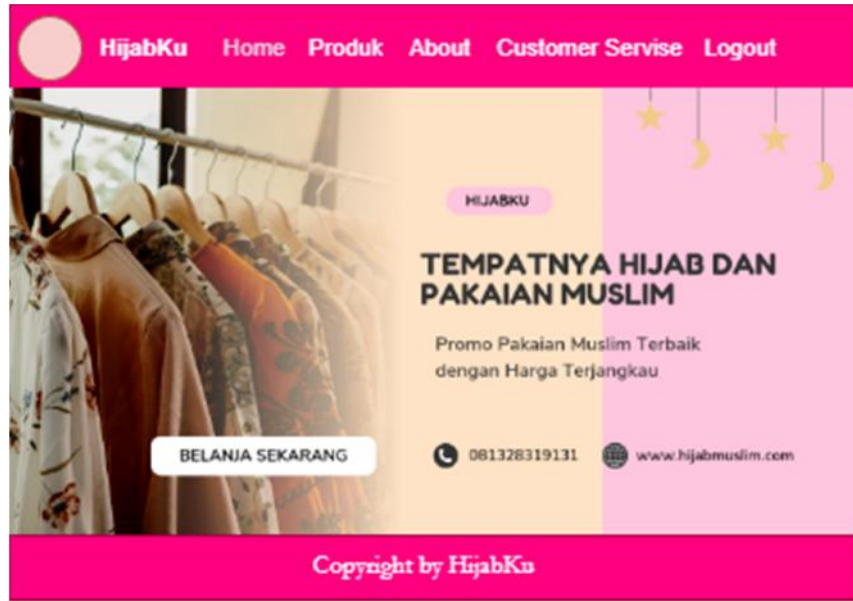 HijabKu Home Produk About Customer Servise Logout
HIJABKU
TEMPATNYA HIJAB DAN
PAKAIAN MUSLIM
Promo Pakaian Muslim Terbaik
dengan Harga Terjangkau
BELANJA SEKARANG
081328319131 www.hijabmuslim.com
Copyright by HijabKu